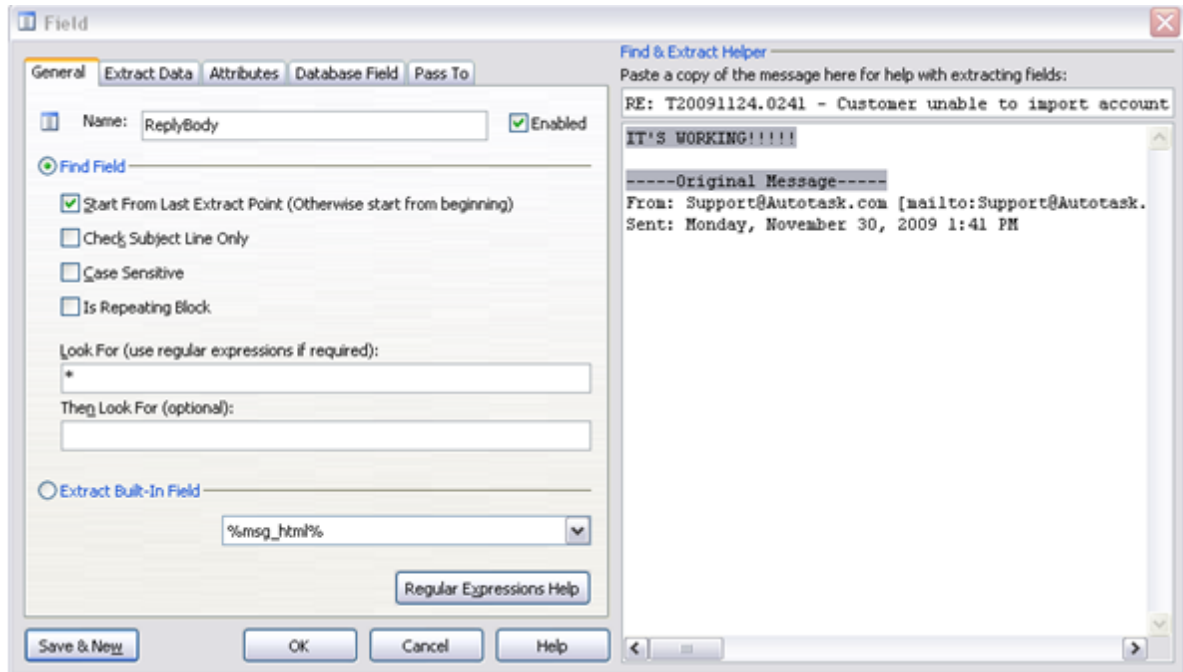 Field
General Extract Data Attributes Database Field Pass To
Name: ReplyBody Enabled
Find Field
Start From Last Extract Point (Otherwise start from beginning)
Check Subject Line Only
Case Sensitive
Is Repeating Block
Look For (use regular expressions if required):
*
Then Look For (optional):
Extract Built-In Field
%msg_html%
Regular Expressions Help
Save & New OK Cancel Help
Find & Extract Helper
Paste a copy of the message here for help with extracting fields:
RE: T20091124.0241 - Customer unable to import account
IT'S WORKING!!!!!
-----Original Message-----
From: Support@Autotask.com [mailto:Support@Autotask.
Sent: Monday, November 30, 2009 1:41 PM